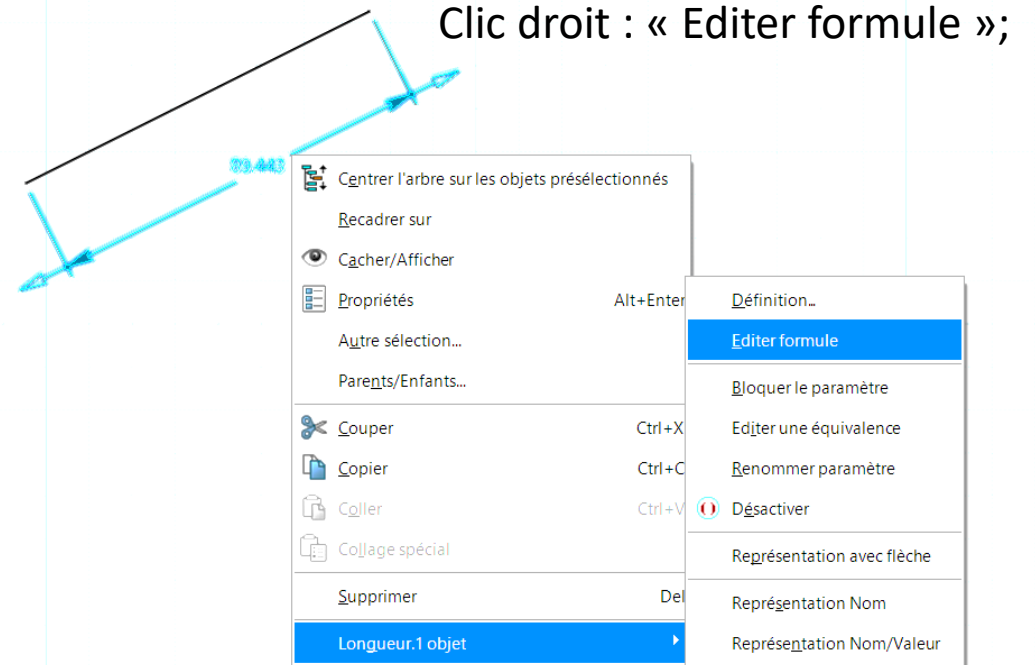 Clic droit : « Editer formule »;
Centrer l'arbre sur les objets présélectionnés
Recadrer sur
Cacher/Afficher
Propriétés Alt+Enter
Autre sélection...
Parents/Enfants...
Couper Ctrl+X
Copier Ctrl+C
Coller Ctrl+V
Collage spécial
Supprimer Del
Longueur.1 objet
Définition...
Editer formule
Bloquer le paramètre
Editer une équivalence
Renommer paramètre
Désactiver
Représentation avec flèche
Représentation Nom
Représentation Nom/Valeur